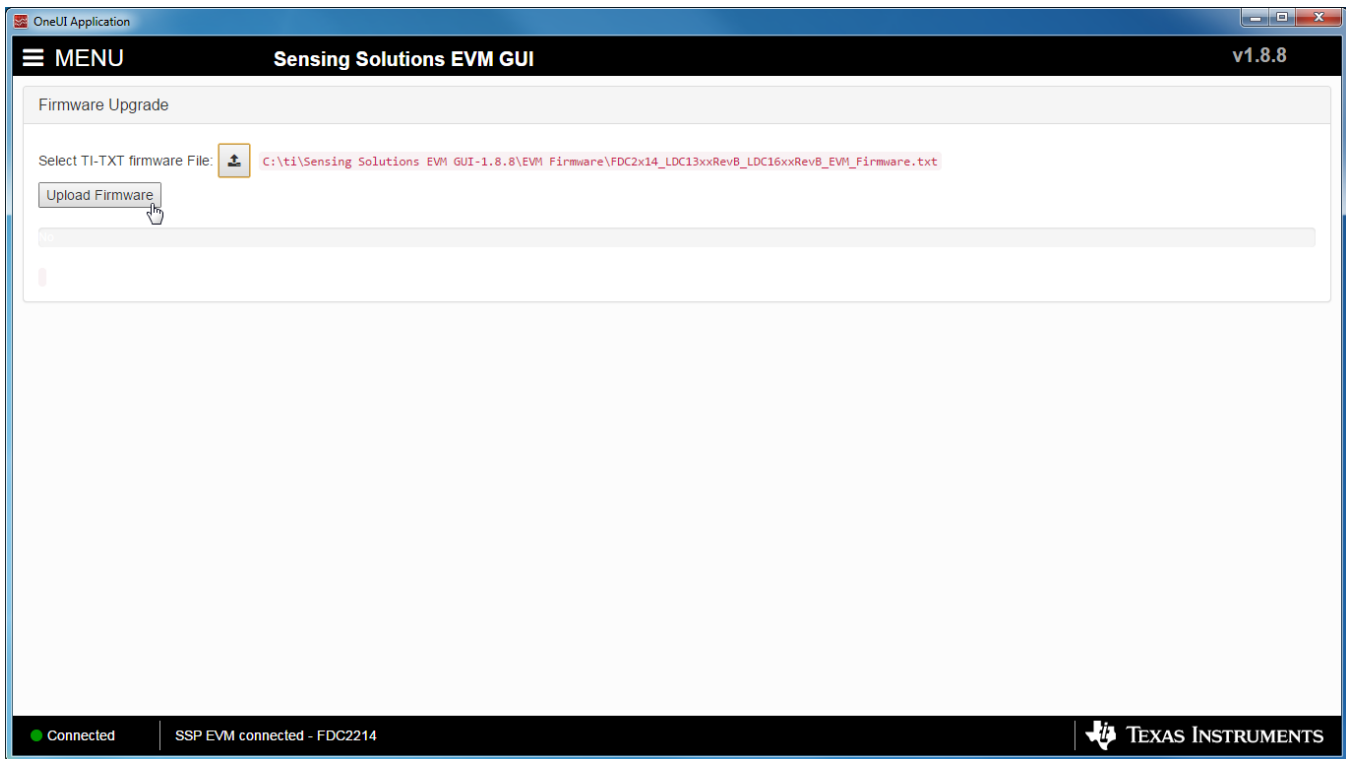 OneUI Application
MENU
Sensing Solutions EVM GUI
v1.8.8
Firmware Upgrade
Select TI-TXT firmware File: C:\ti\Sensing Solutions EVM GUI-1.8.8\EVM Firmware\FDC2x14_LDC13xxRevB_LDC16xxRevB_EVM_Firmware.txt
Upload Firmware
Connected
SSP EVM connected - FDC2214
TEXAS INSTRUMENTS